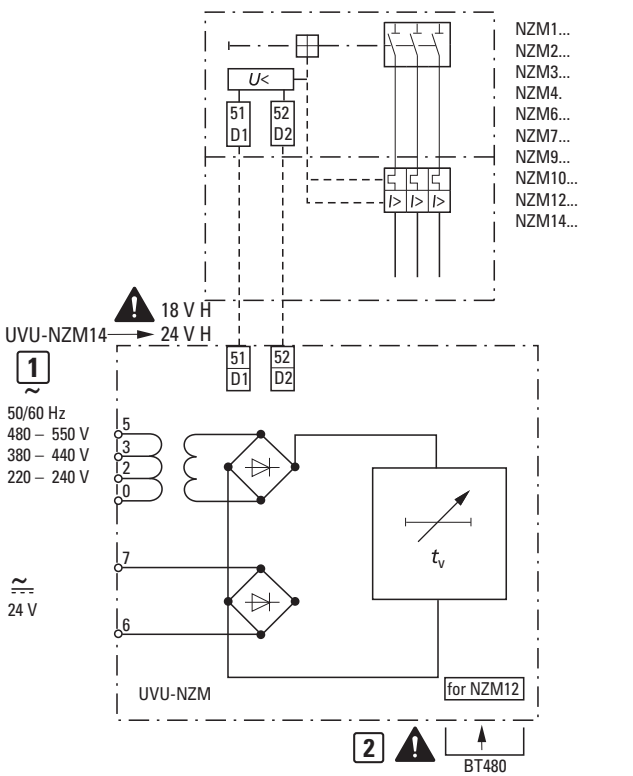 NZM1...
NZM2...
NZM3...
NZM4.
NZM6...
NZM7...
NZM9...
NZM10...
NZM12...
NZM14...
U<
51
D1
52
D2
I> I> I>
18 V H
UVU-NZM14 24 V H
51
D1
52
D2
1
~
50/60 Hz
480 – 550 V
380 – 440 V
220 – 240 V
5
3
2
0
tv
7
24 V
6
UVU-NZM
for NZM12
2
BT480